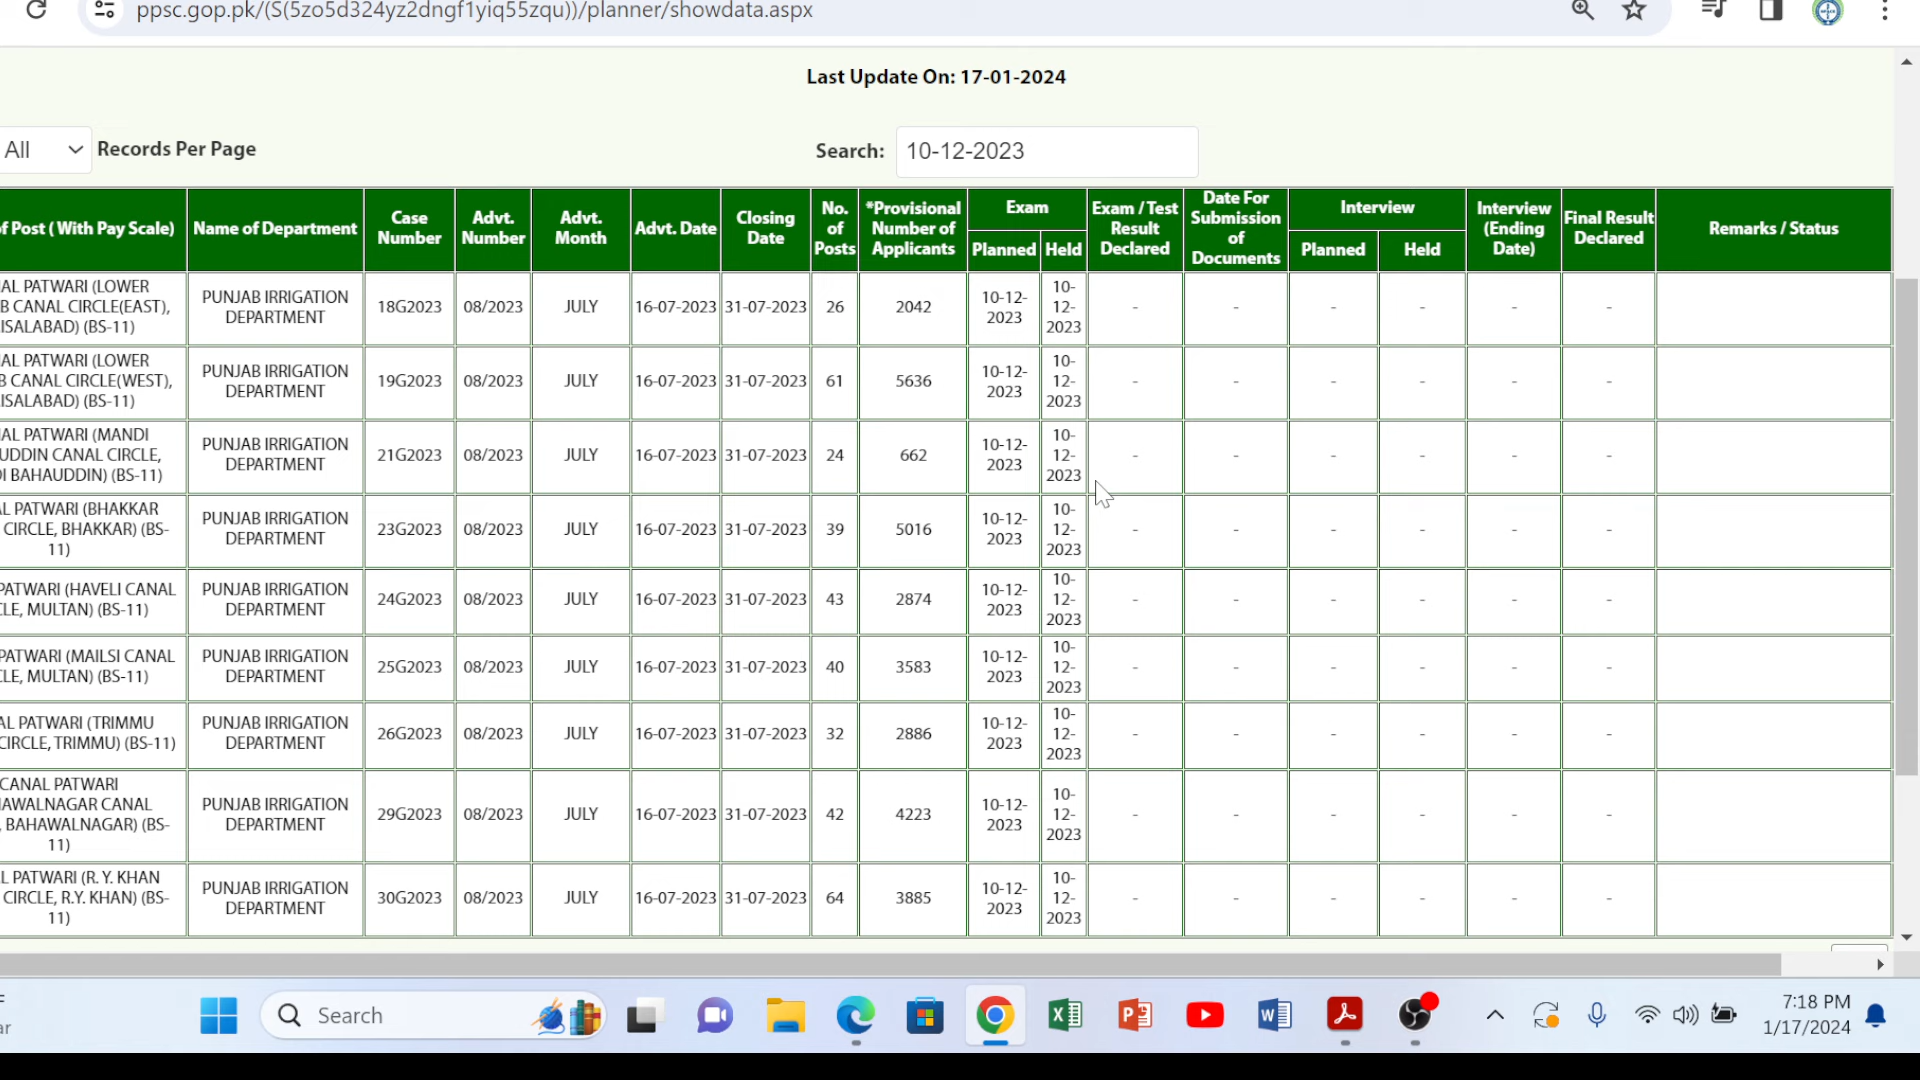 ppsc.gop.pk/(S(5zo5d324yz2dngf1yiq55zqu))/planner/showdata.aspx
Last Update On: 17-01-2024
All Records Per Page
Search: 10-12-2023
of Post ( With Pay Scale)
Name of Department
Case
Number
Advt.
Number
Advt.
Month
Advt. Date
Closing
Date
No.
of
Posts
*Provisional
Number of
Applicants
Exam
Planned
Held
Exam / Test
Result
Declared
Date For
Submission
of
Documents
Interview
Planned
Held
Interview
(Ending
Date)
Final Result
Declared
Remarks / Status
AL PATWARI (LOWER
B CANAL CIRCLE(EAST),
ISALABAD) (BS-11)
PUNJAB IRRIGATION
DEPARTMENT
18G2023 08/2023 JULY 16-07-2023 31-07-2023 26 2042
10-12-
2023
10-
12-
2023
- - - - - -
AL PATWARI (LOWER
B CANAL CIRCLE(WEST),
ISALABAD) (BS-11)
PUNJAB IRRIGATION
DEPARTMENT
19G2023 08/2023 JULY 16-07-2023 31-07-2023 61 5636
10-12-
2023
10-
12-
2023
- - - - - -
AL PATWARI (MANDI
UDDIN CANAL CIRCLE,
DI BAHAUDDIN) (BS-11)
PUNJAB IRRIGATION
DEPARTMENT
21G2023 08/2023 JULY 16-07-2023 31-07-2023 24 662
10-12-
2023
10-
12-
2023
- - - - - -
L PATWARI (BHAKKAR
CIRCLE, BHAKKAR) (BS-
11)
PUNJAB IRRIGATION
DEPARTMENT
23G2023 08/2023 JULY 16-07-2023 31-07-2023 39 5016
10-12-
2023
10-
12-
2023
- - - - - -
PATWARI (HAVELI CANAL
CLE, MULTAN) (BS-11)
PUNJAB IRRIGATION
DEPARTMENT
24G2023 08/2023 JULY 16-07-2023 31-07-2023 43 2874
10-12-
2023
10-
12-
2023
- - - - - -
PATWARI (MAILSI CANAL
CLE, MULTAN) (BS-11)
PUNJAB IRRIGATION
DEPARTMENT
25G2023 08/2023 JULY 16-07-2023 31-07-2023 40 3583
10-12-
2023
10-
12-
2023
- - - - - -
AL PATWARI (TRIMMU
CIRCLE, TRIMMU) (BS-11)
PUNJAB IRRIGATION
DEPARTMENT
26G2023 08/2023 JULY 16-07-2023 31-07-2023 32 2886
10-12-
2023
10-
12-
2023
- - - - - -
CANAL PATWARI
HAWALNAGAR CANAL
, BAHAWALNAGAR) (BS-
11)
PUNJAB IRRIGATION
DEPARTMENT
29G2023 08/2023 JULY 16-07-2023 31-07-2023 42 4223
10-12-
2023
10-
12-
2023
- - - - - -
L PATWARI (R. Y. KHAN
CIRCLE, R.Y. KHAN) (BS-
11)
PUNJAB IRRIGATION
DEPARTMENT
30G2023 08/2023 JULY 16-07-2023 31-07-2023 64 3885
10-12-
2023
10-
12-
2023
- - - - - -
Search
7:18 PM
1/17/2024